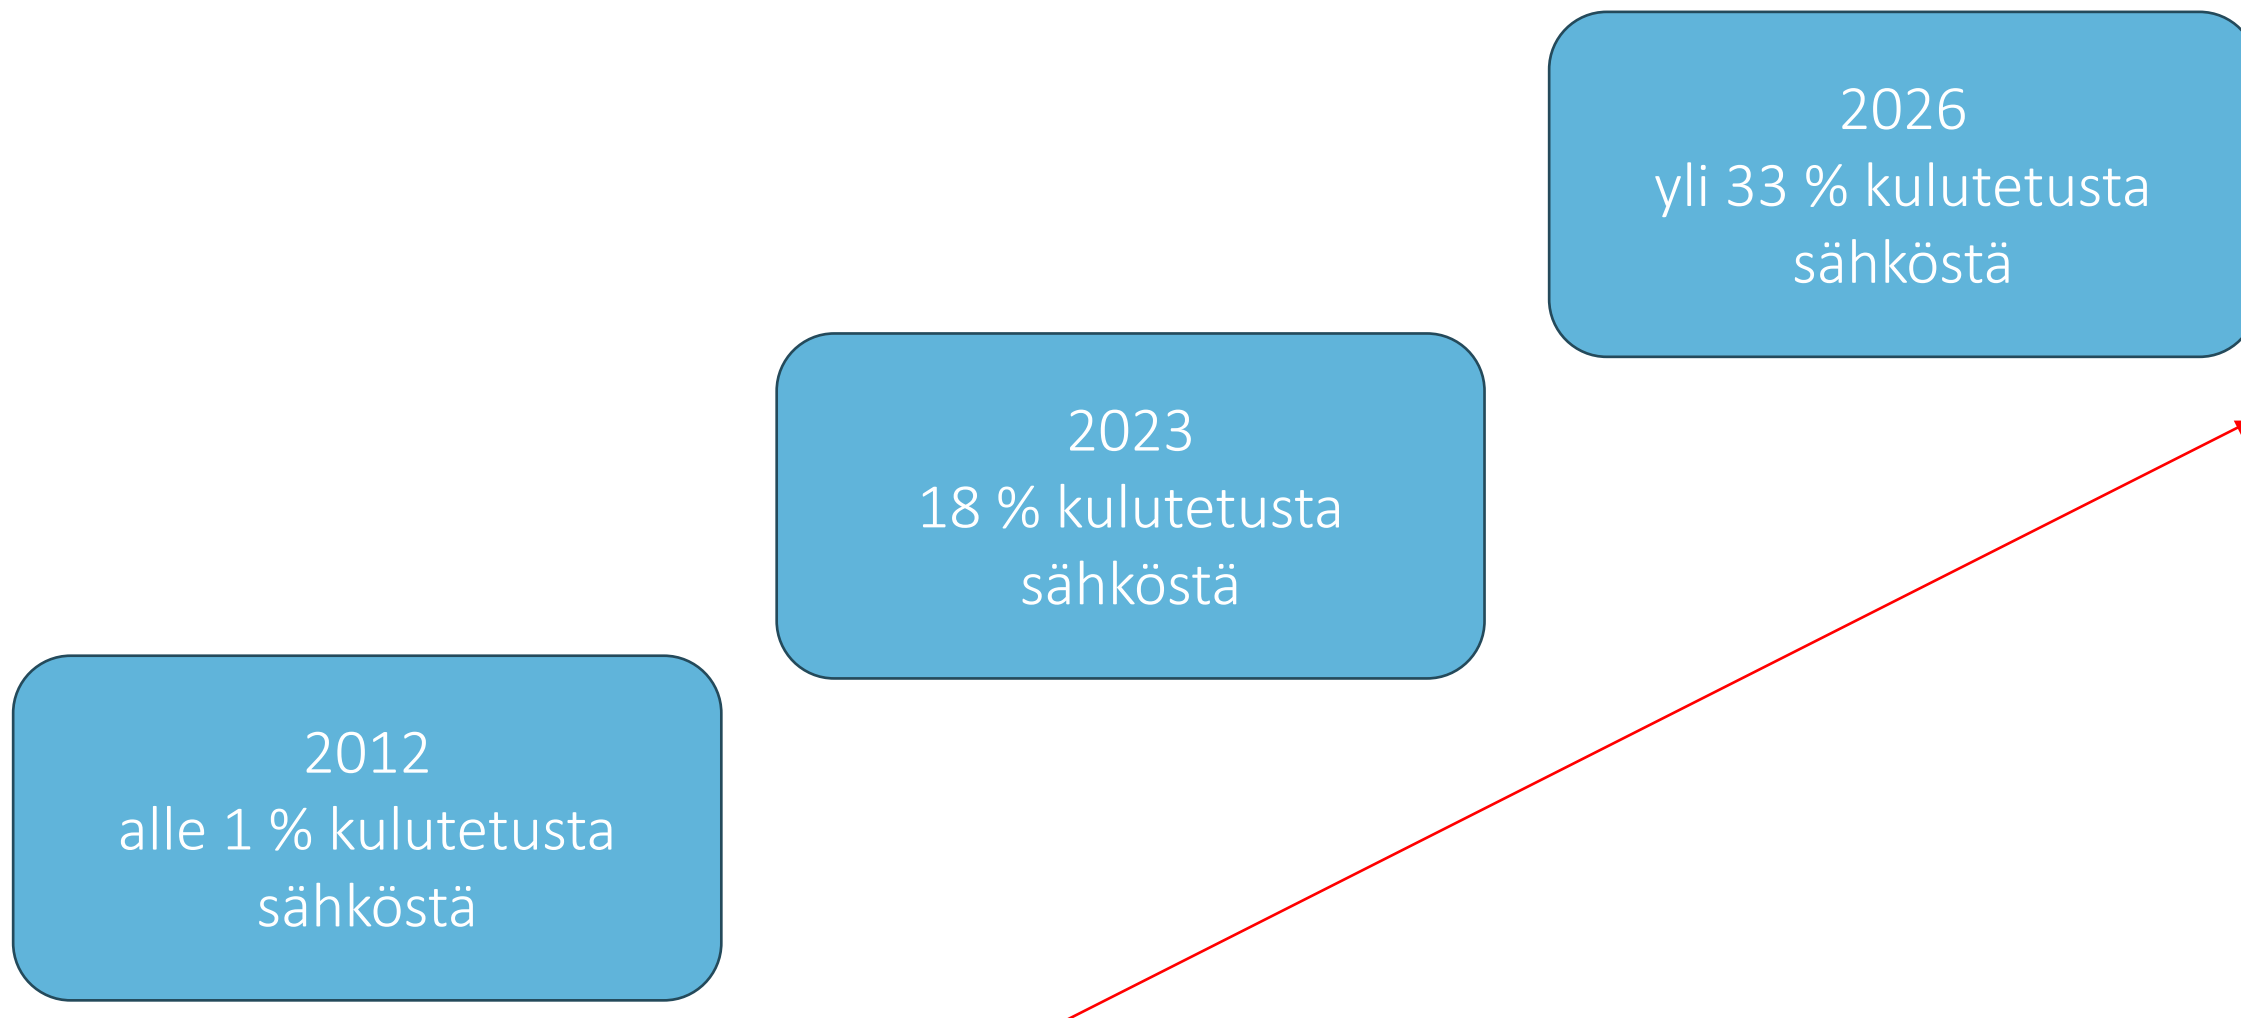 2026
yli 33 % kulutetusta
sähköstä
2023
18 % kulutetusta
sähköstä
2012
alle 1 % kulutetusta
sähköstä